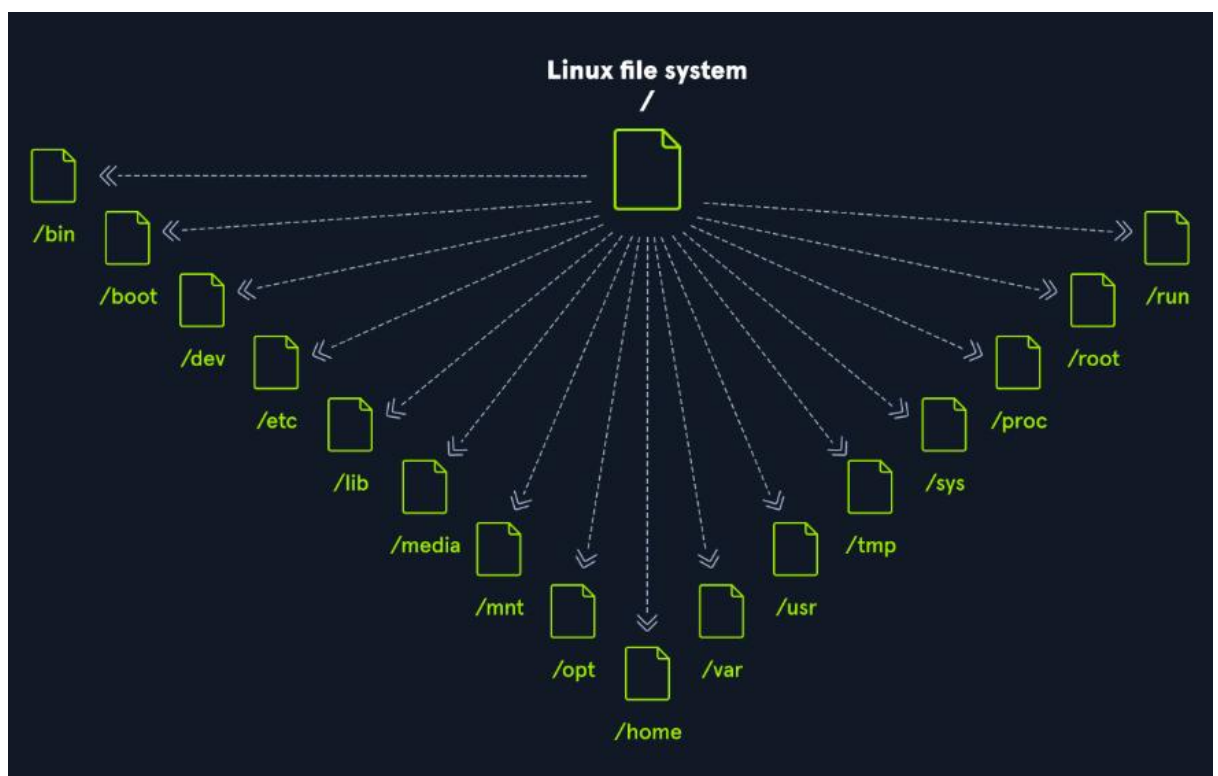 Linux file system
/
/bin
/boot
/dev
/etc
/lib
/media
/mnt
/opt
/home
/var
/usr
/tmp
/sys
/proc
/root
/run